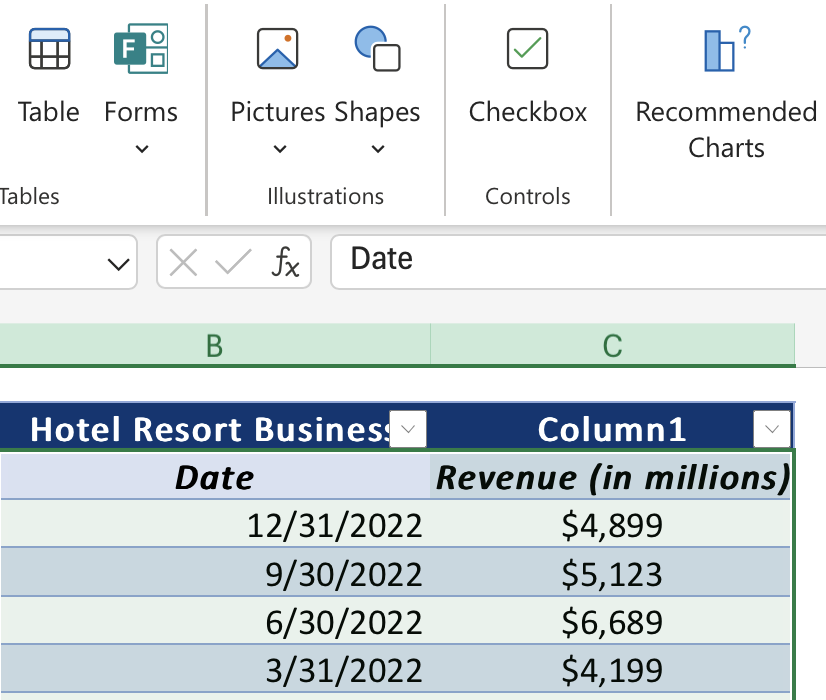 Table Forms Pictures Shapes Checkbox Recommended Charts
Tables Illustrations Controls
fx Date
B C
Hotel Resort Business Column1
Date Revenue (in millions)
12/31/2022 $4,899
9/30/2022 $5,123
6/30/2022 $6,689
3/31/2022 $4,199